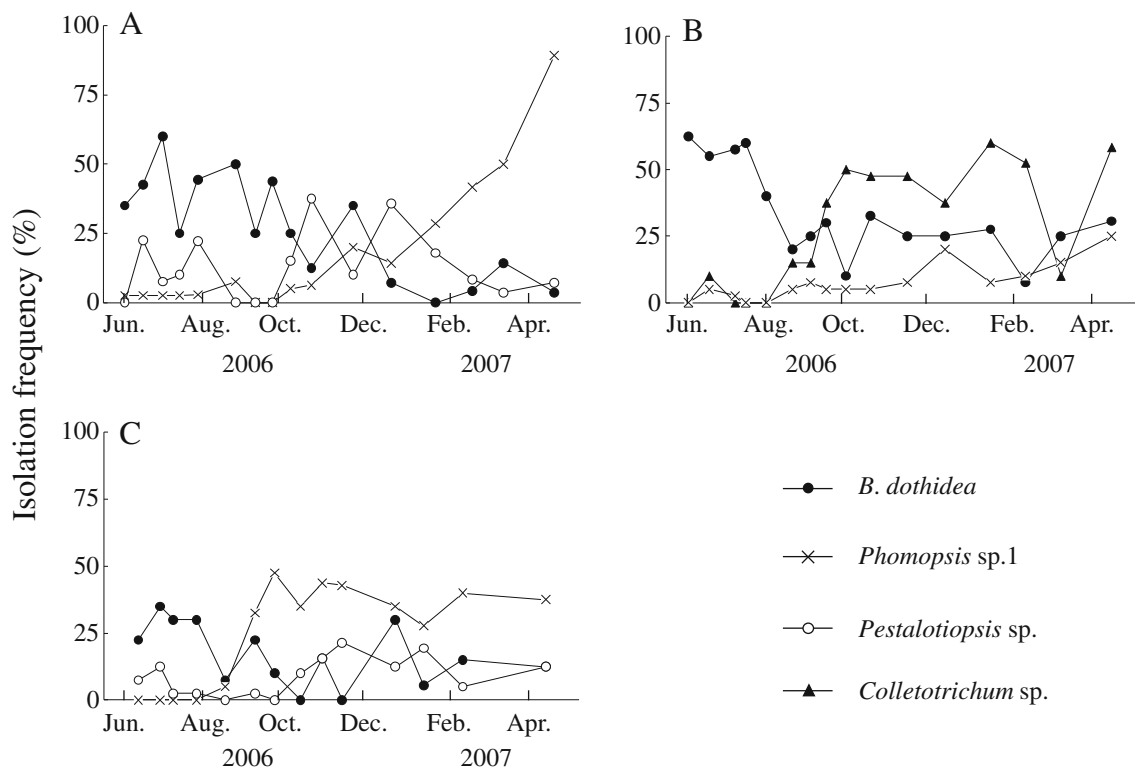 Isolation frequency (%)
A
100
75
50
25
0
Jun. Aug. Oct. Dec. Feb. Apr.
2006 2007
B
100
75
50
25
0
Jun. Aug. Oct. Dec. Feb. Apr.
2006 2007
C
100
75
50
25
0
Jun. Aug. Oct. Dec. Feb. Apr.
2006 2007
B. dothidea
Phomopsis sp.1
Pestalotiopsis sp.
Colletotrichum sp.